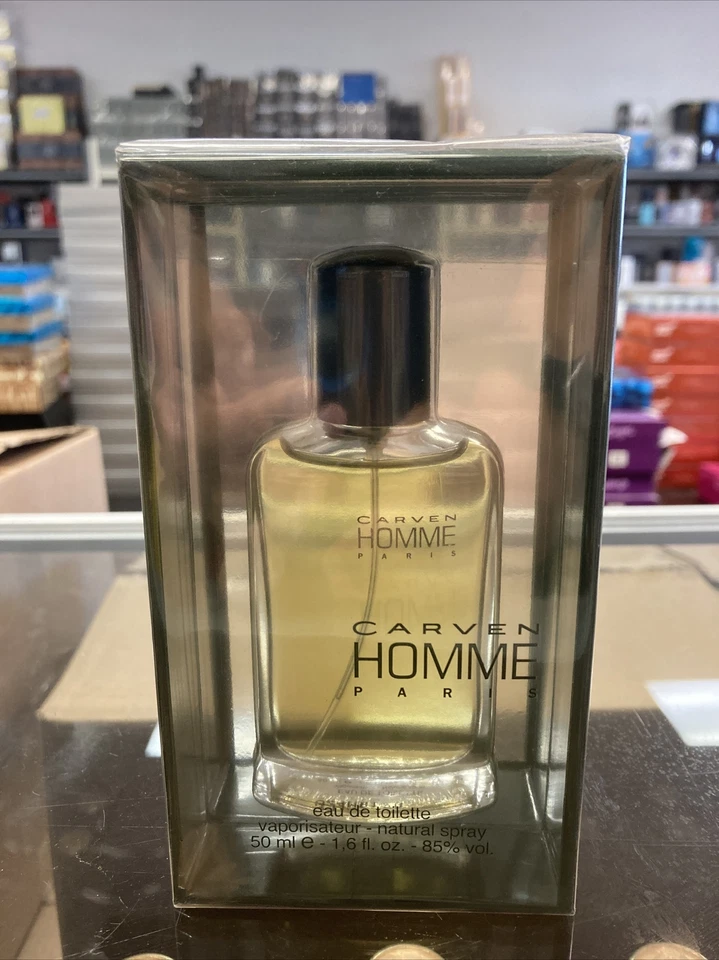 CARVEN
HOMME
PARIS
CARVEN
HOMME
PARIS
eau de toilette
vaporisateur - natural spray
50 ml e - 1,6 fl. oz. - 85% vol.